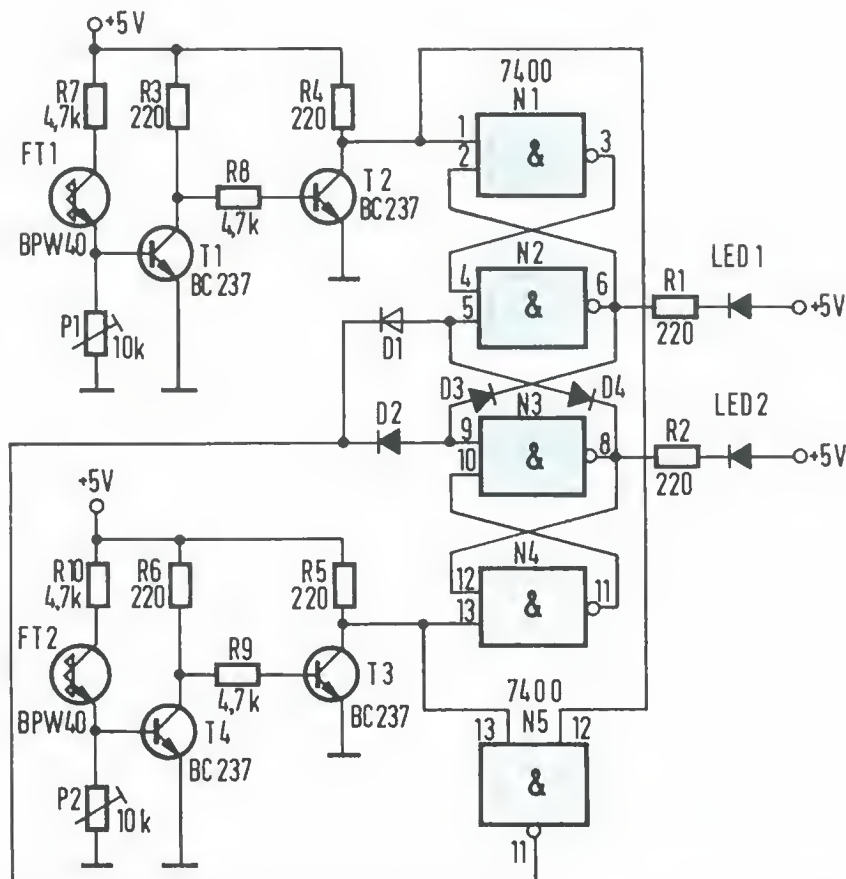 +5V
R7
4,7k
R3
220
R4
220
7400
N1
1
2
&
3
FT1
BPW40
R8
4,7k
T2
BC237
T1
BC237
P1
10k
N2
4
5
&
6
R1
220
LED1
+5V
D1
D3
D4
N3
D2
9
10
&
8
R2
220
LED2
+5V
+5V
R10
4,7k
R6
220
R5
220
N4
12
13
&
11
FT2
BPW40
R9
4,7k
T3
BC237
T4
BC237
P2
10k
7400
13
N5
12
&
11